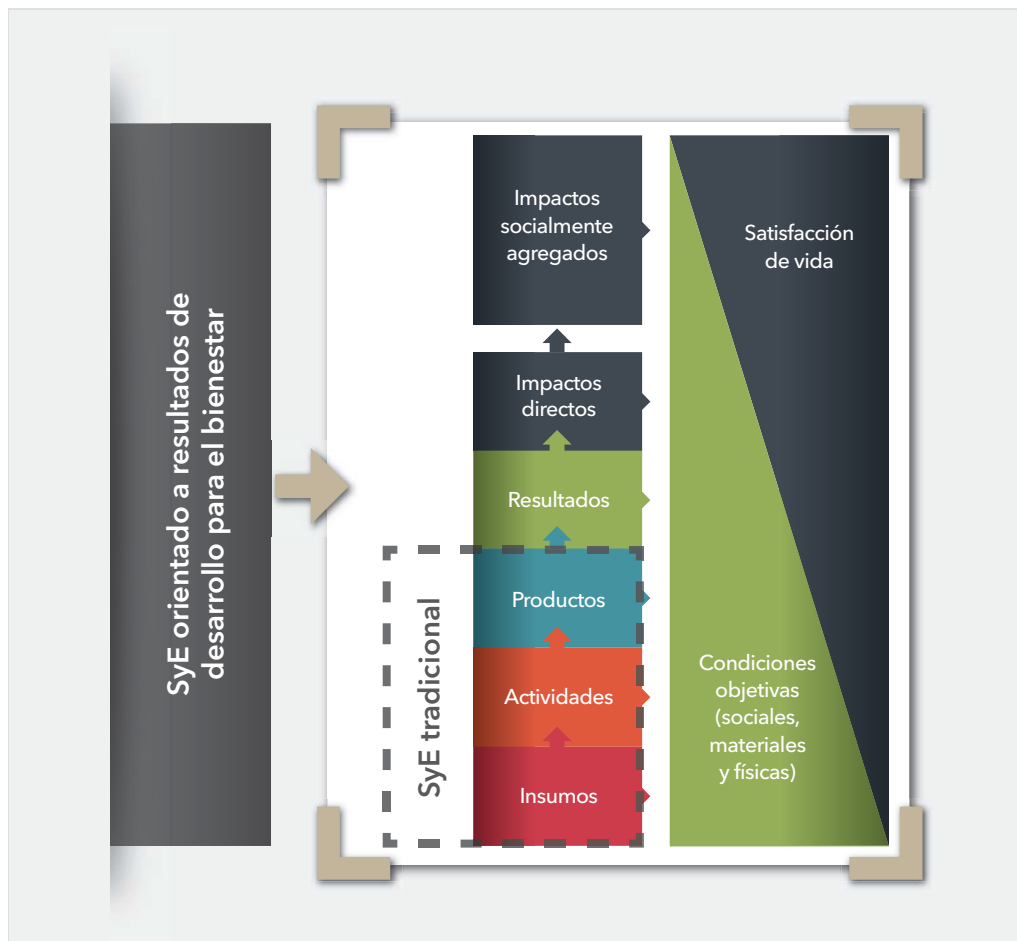 SyE orientado a resultados de
desarrollo para el bienestar
Impactos
socialmente
agregados
Impactos
directos
Resultados
Productos
Actividades
Insumos
SyE tradicional
Satisfacción
de vida
Condiciones
objetivas
(sociales,
materiales
y físicas)